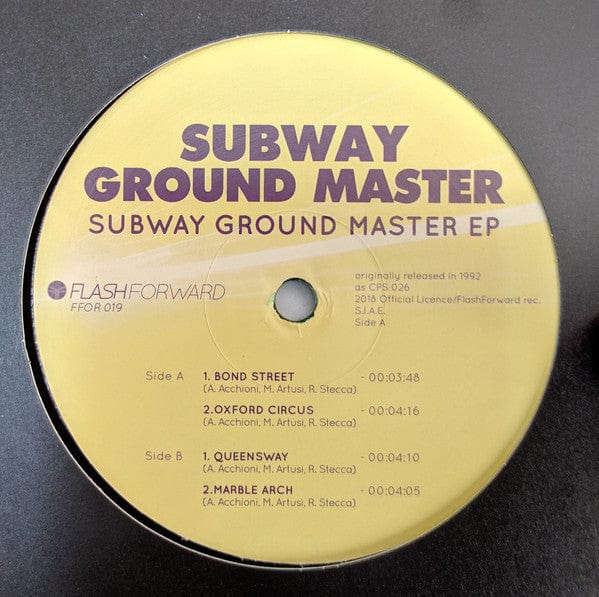 SUBWAY
GROUND MASTER
SUBWAY GROUND MASTER EP
FLASHFORWARD
FFOR 019
originally released in 1992
as CPS 026
2018 Official Licence/FlashForward rec.
S.I.A.E.
Side A
Side A 1. BOND STREET - 00:03:48
(A. Acchioni, M. Artusi, R. Stecca)
2.OXFORD CIRCUS - 00:04:16
(A. Acchioni, M. Artusi, R. Stecca)
Side B 1. QUEENSWAY - 00:04:10
(A. Acchioni, M. Artusi, R. Stecca)
2.MARBLE ARCH - 00:04:05
(A. Acchioni, M. Artusi, R. Stecca)